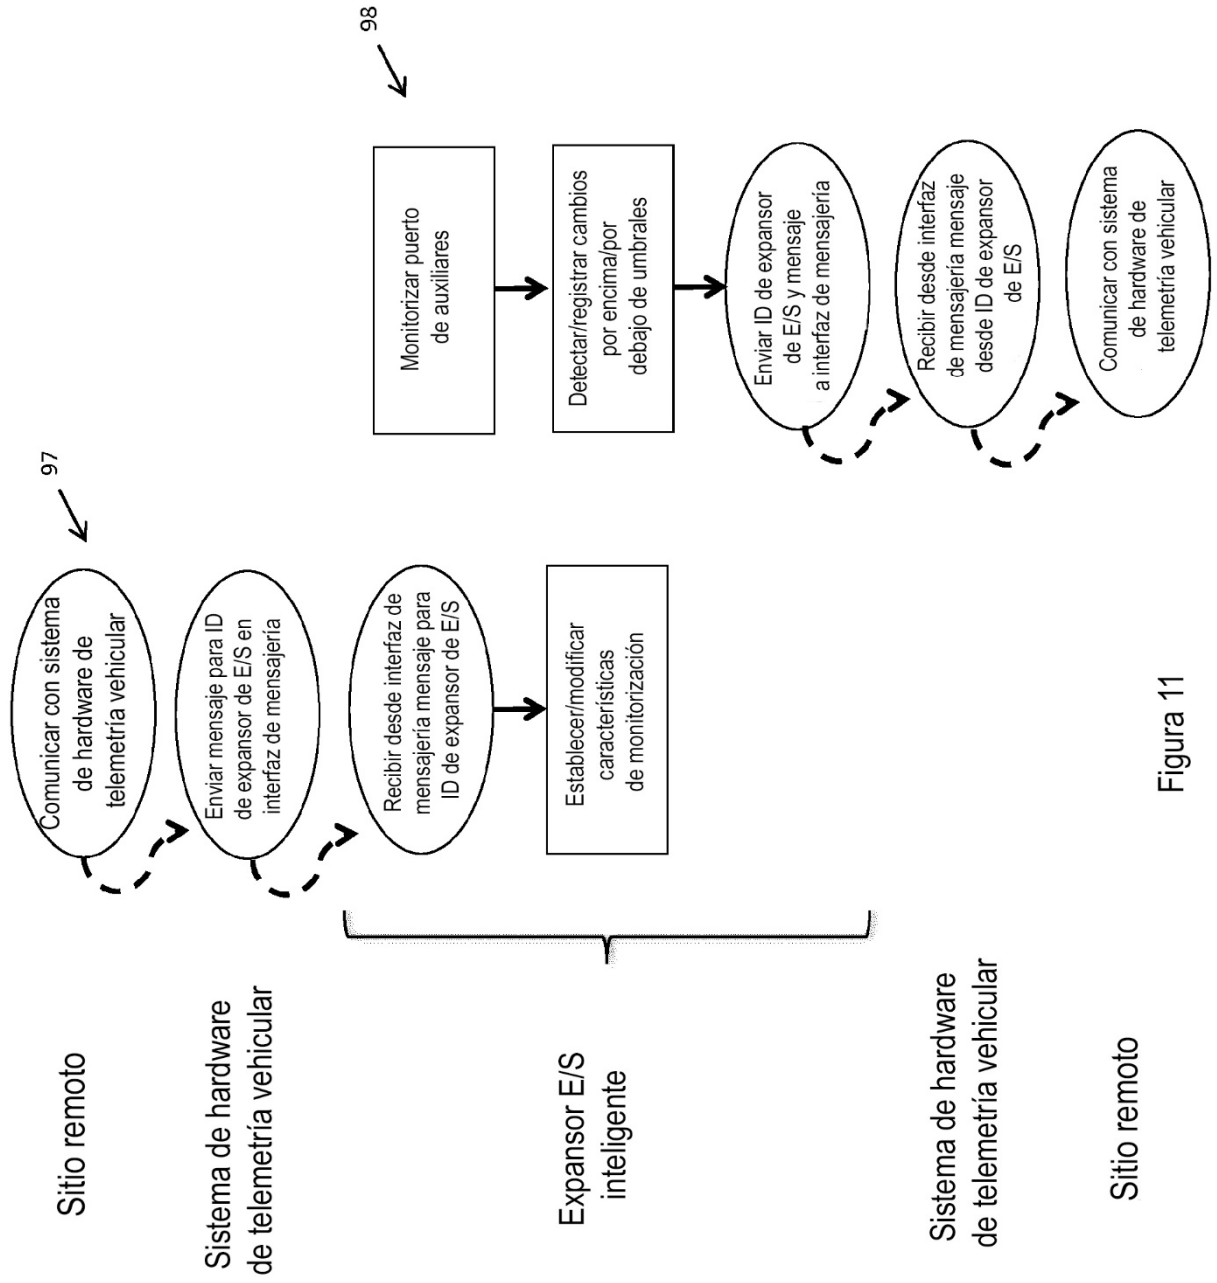 Sitio remoto
Comunicar con sistema
de hardware de
telemetría vehicular
97
Sistema de hardware
de telemetría vehicular
Enviar mensaje para ID
de expansor de E/S en
interfaz de mensajería
Expansor E/S
inteligente
Recibir desde interfaz de
mensajería mensaje para
ID de expansor de E/S
Establecer/modificar
características
de monitorización
98
Monitorizar puerto
de auxiliares
Detectar/registrar cambios
por encima/por
debajo de umbrales
Enviar ID de expansor
de E/S y mensaje
a interfaz de mensajería
Sistema de hardware
de telemetría vehicular
Recibir desde interfaz
de mensajería mensaje
desde ID de expansor
de E/S
Sitio remoto
Comunicar con sistema
de hardware de
telemetría vehicular
Figura 11